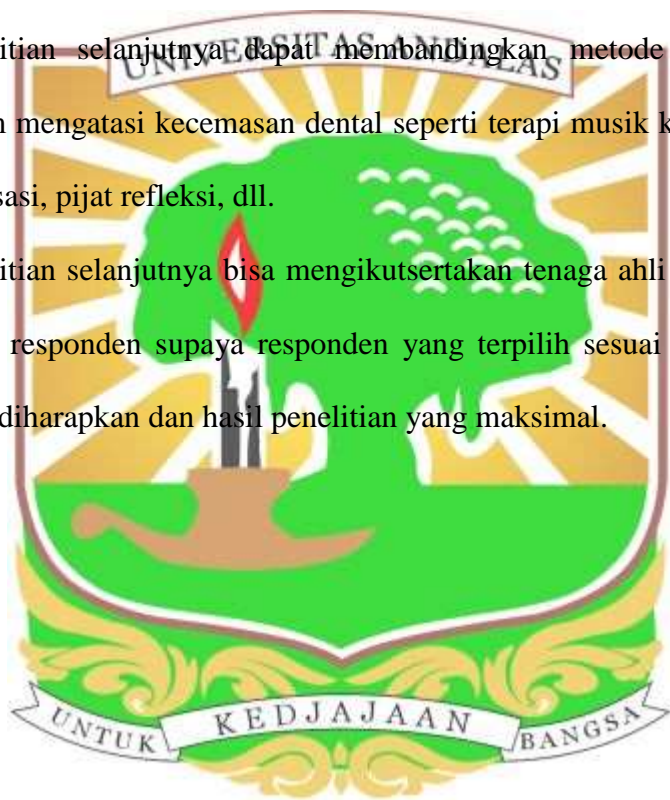 UNIVERSITAS ANDALAS
itian selanjutnya dapat membandingkan metode
mengatasi kecemasan dental seperti terapi musik k
sasi, pijat refleksi, dll.
itian selanjutnya bisa mengikutsertakan tenaga ahli
responden supaya responden yang terpilih sesuai
diharapkan dan hasil penelitian yang maksimal.
UNTUK KEDJAJAAN BANGSA